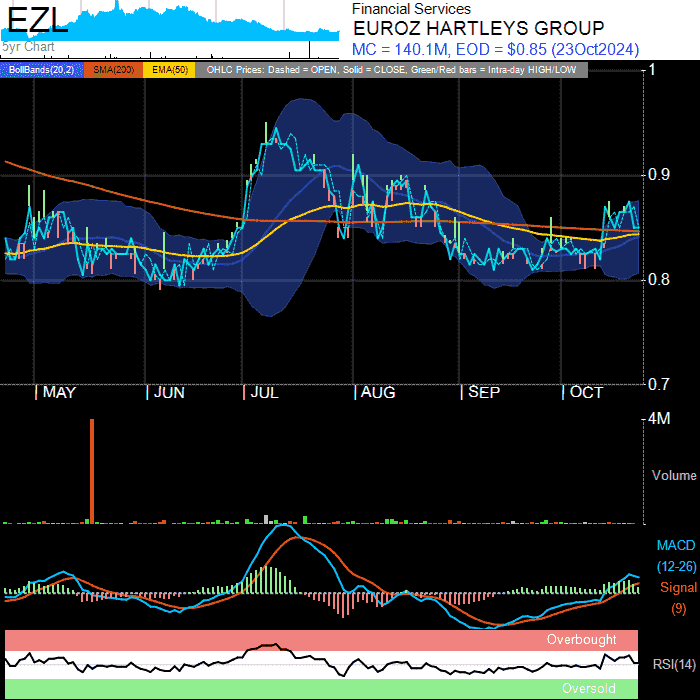 EZL
5yr Chart
Financial Services
EUROZ HARTLEYS GROUP
MC = 140.1M, EOD = $0.85 (23Oct2024)
BollBands(20,2) SMA(200) EMA(50) OHLC Prices: Dashed = OPEN, Solid = CLOSE, Green/Red bars = Intra-day HIGH/LOW
1
0.9
0.8
0.7
MAY JUN JUL AUG SEP OCT
4M
Volume
MACD
(12-26)
Signal
(9)
Overbought
RSI(14)
Oversold